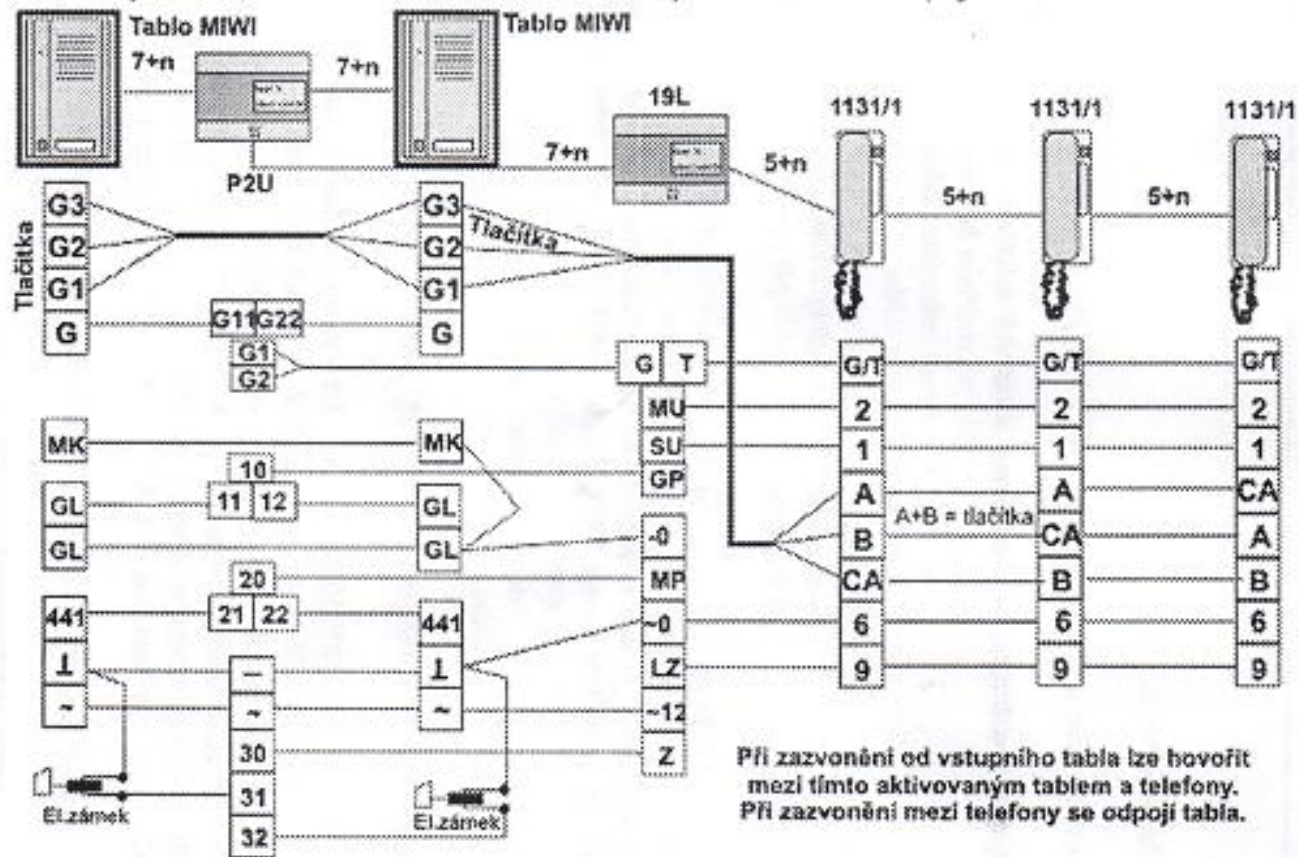 Tablo MIWI
Tablo MIWI
7+n
7+n
P2U
7+n
19L
5+n
1131/1
5+n
1131/1
5+n
1131/1
Tlačítka
G3
G2
G1
G
G11 G22
G1
G2
G3
G2
G1
G
Tlačítka
MK
GL
GL
441
⊥
~
10
11 12
20
21 22
—
~
30
31
32
MK
GL
GL
441
⊥
~
El.zámek
El.zámek
G T
MU
SU
GP
-0
MP
~0
LZ
~12
Z
G/T
2
1
A
B
CA
6
9
A+B = tlačítka
G/T
2
1
A
CA
B
6
9
G/T
2
1
CA
A
B
6
9
Při zazvonění od vstupního tabla lze hovořit
mezi tímto aktivovaným tablem a telefony.
Při zazvonění mezi telefony se odpojí tabla.